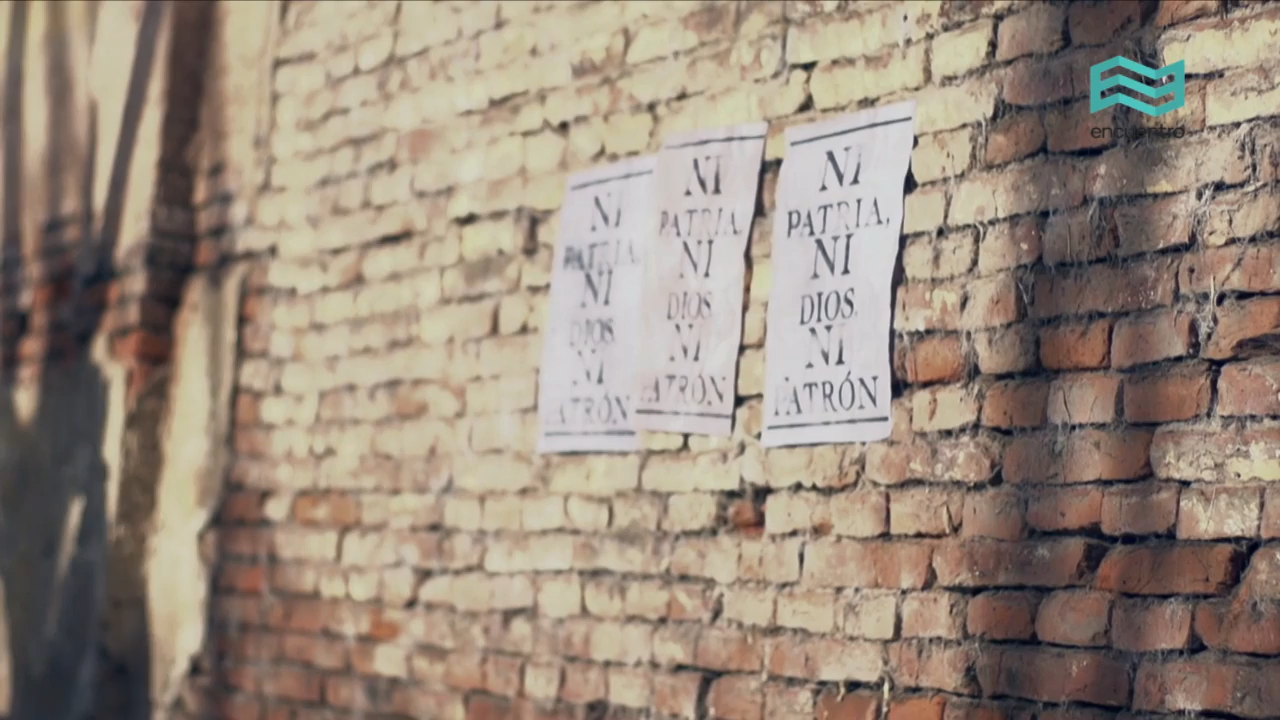 encuentro
NI
PATRIA,
NI
DIOS,
NI
PATRÓN
NI
PATRIA,
NI
DIOS,
NI
PATRÓN
NI
PATRIA,
NI
DIOS,
NI
PATRÓN